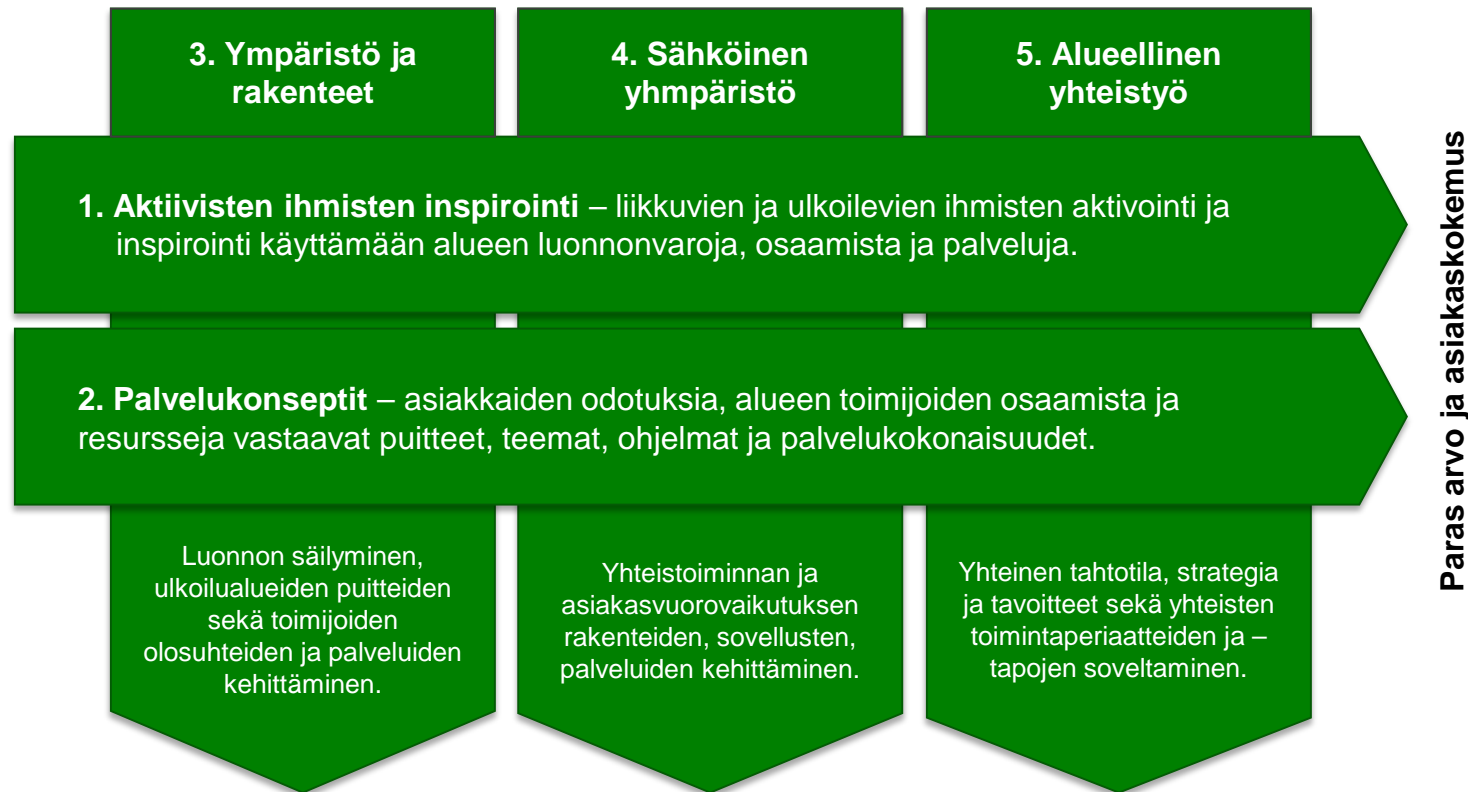 3. Ympäristö ja
rakenteet
4. Sähköinen
yhmpäristö
5. Alueellinen
yhteistyö
1. Aktiivisten ihmisten inspirointi – liikkuvien ja ulkoilevien ihmisten aktivointi ja
inspirointi käyttämään alueen luonnonvaroja, osaamista ja palveluja.
2. Palvelukonseptit – asiakkaiden odotuksia, alueen toimijoiden osaamista ja
resursseja vastaavat puitteet, teemat, ohjelmat ja palvelukokonaisuudet.
Luonnon säilyminen,
ulkoilualueiden puitteiden
sekä toimijoiden
olosuhteiden ja palveluiden
kehittäminen.
Yhteistoiminnan ja
asiakasvuorovaikutuksen
rakenteiden, sovellusten,
palveluiden kehittäminen.
Yhteinen tahtotila, strategia
ja tavoitteet sekä yhteisten
toimintaperiaatteiden ja –
tapojen soveltaminen.
Paras arvo ja asiakaskokemus